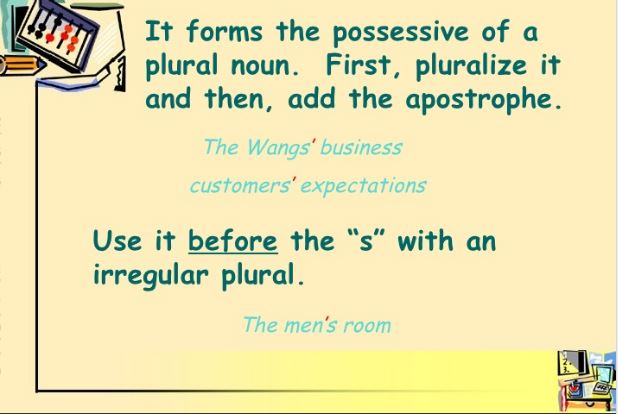 It forms the possessive of a
plural noun. First, pluralize it
and then, add the apostrophe.
The Wangs' business
customers' expectations
Use it before the “s” with an
irregular plural.
The men's room